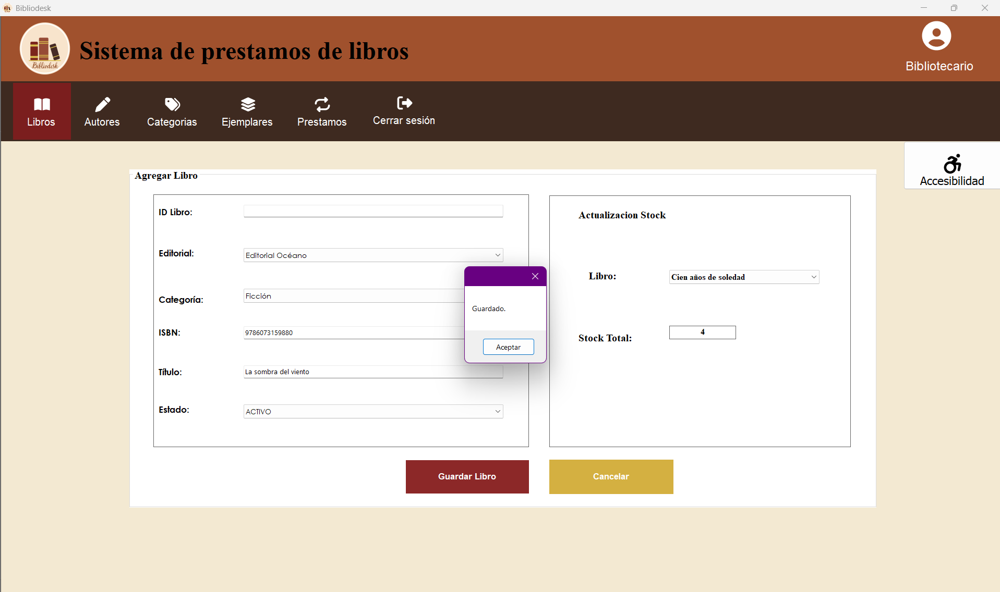 Bibliodesk
Bibliodesk
Sistema de prestamos de libros
Bibliotecario
Libros
Autores
Categorias
Ejemplares
Prestamos
Cerrar sesión
Accesibilidad
Agregar Libro
ID Libro:
Editorial:
Editorial Océano
Categoría:
Ficción
ISBN:
9786073159880
Título:
La sombra del viento
Estado:
ACTIVO
Guardado.
Aceptar
Actualizacion Stock
Libro:
Cien años de soledad
Stock Total:
4
Guardar Libro
Cancelar